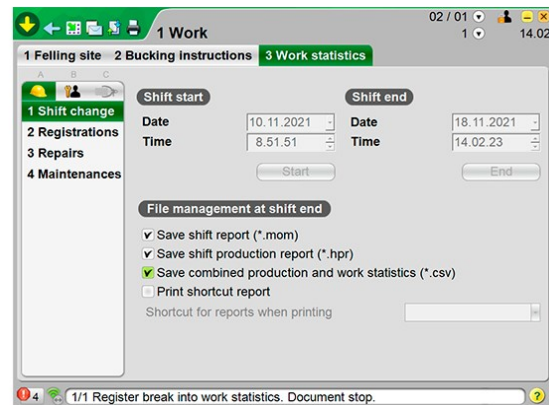 02 / 01
1 Work
1
14.02
1 Felling site
2 Bucking instructions
3 Work statistics
A B C
1 Shift change
2 Registrations
3 Repairs
4 Maintenances
Shift start
Shift end
Date 10.11.2021
Date 18.11.2021
Time 8.51.51
Time 14.02.23
Start
End
File management at shift end
Save shift report (*.mom)
Save shift production report (*.hpr)
Save combined production and work statistics (*.csv)
Print shortcut report
Shortcut for reports when printing
4 1/1 Register break into work statistics. Document stop. ?